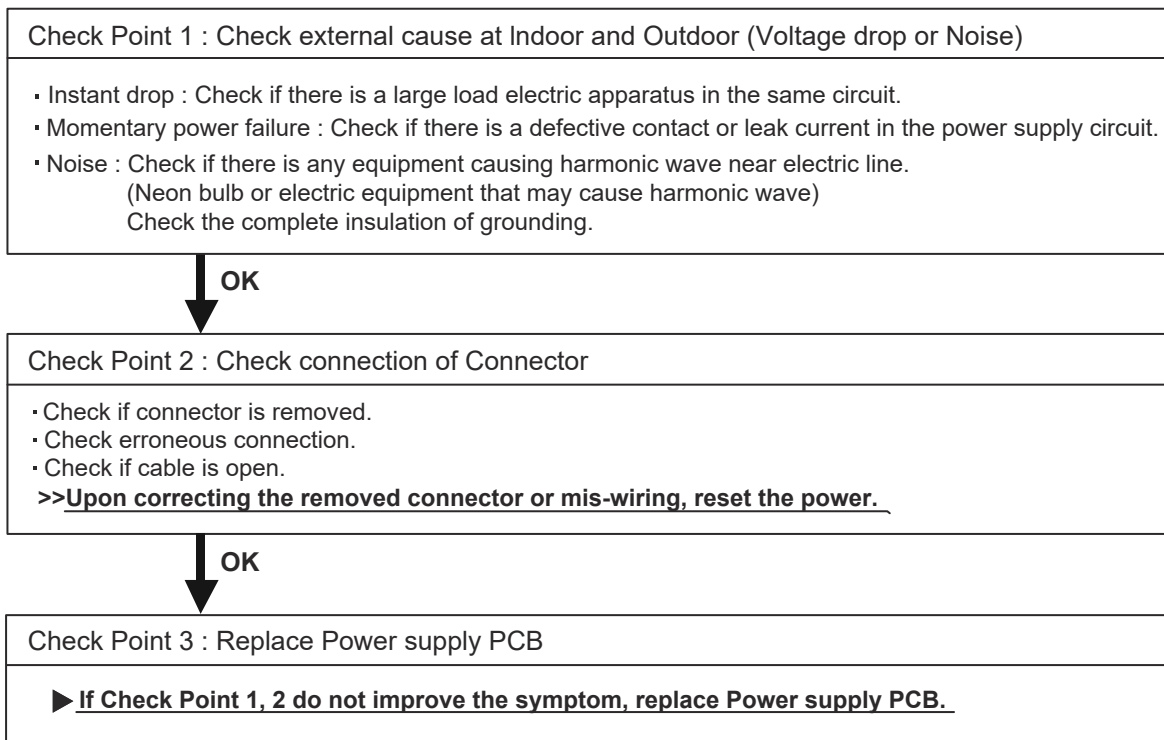 Check Point 1 : Check external cause at Indoor and Outdoor (Voltage drop or Noise)
· Instant drop : Check if there is a large load electric apparatus in the same circuit.
· Momentary power failure : Check if there is a defective contact or leak current in the power supply circuit.
· Noise : Check if there is any equipment causing harmonic wave near electric line.
(Neon bulb or electric equipment that may cause harmonic wave)
Check the complete insulation of grounding.
OK
Check Point 2 : Check connection of Connector
· Check if connector is removed.
· Check erroneous connection.
· Check if cable is open.
>>Upon correcting the removed connector or mis-wiring, reset the power.
OK
Check Point 3 : Replace Power supply PCB
▶ If Check Point 1, 2 do not improve the symptom, replace Power supply PCB.